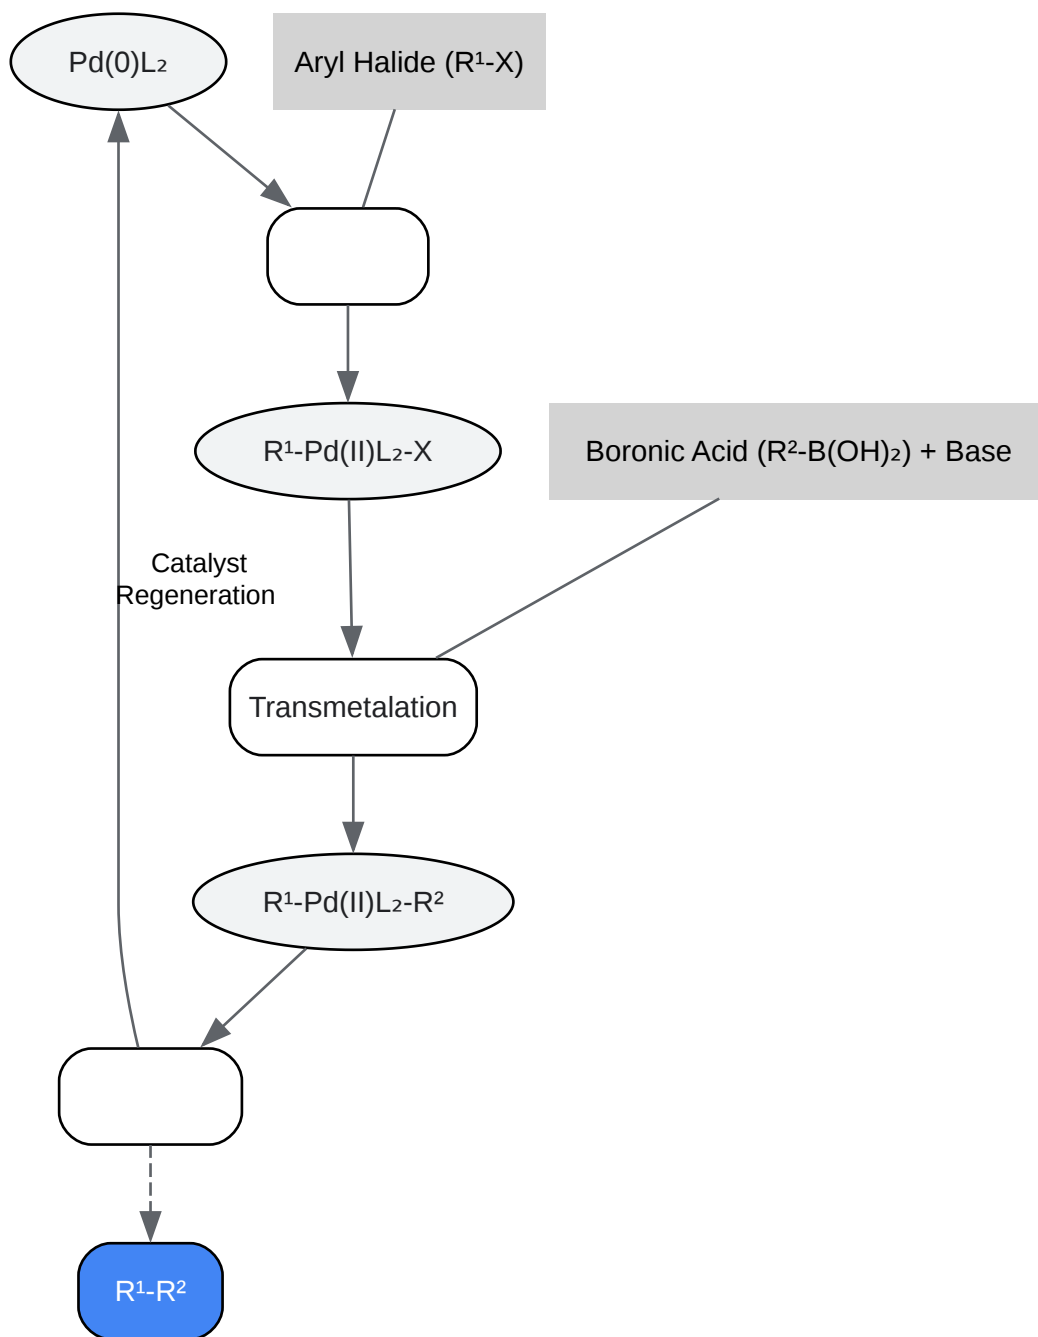 Pd(0)L₂
Aryl Halide (R¹-X)
R¹-Pd(II)L₂-X
Boronic Acid (R²-B(OH)₂) + Base
Catalyst
Regeneration
Transmetalation
R¹-Pd(II)L₂-R²
R¹-R²